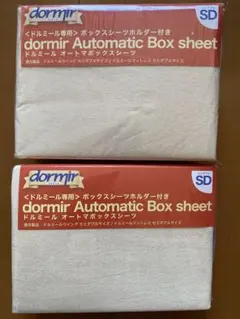 dormir
SD
<ドルミール専用> ボックスシーツホルダー付き
dormir Automatic Box sheet
ドルミール オートマボックスシーツ
dormir
SD
<ドルミール専用> ボックスシーツホルダー付き
dormir Automatic Box sheet
ドルミール オートマボックスシーツ